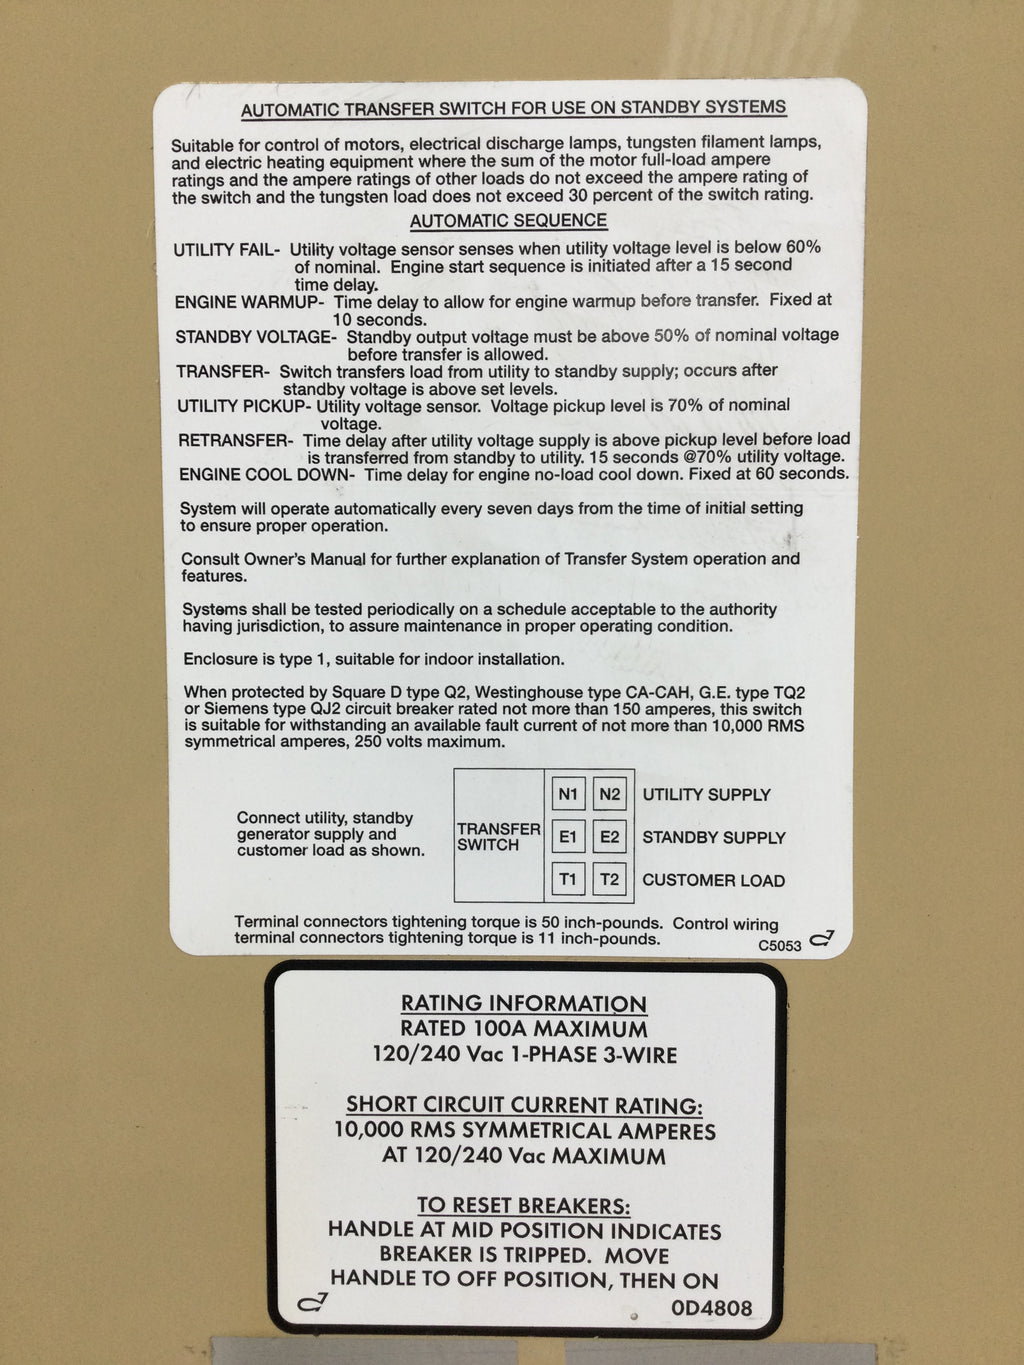 AUTOMATIC TRANSFER SWITCH FOR USE ON STANDBY SYSTEMS
Suitable for control of motors, electrical discharge lamps, tungsten filament lamps,
and electric heating equipment where the sum of the motor full-load ampere
ratings and the ampere ratings of other loads do not exceed the ampere rating of
the switch and the tungsten load does not exceed 30 percent of the switch rating.
AUTOMATIC SEQUENCE
UTILITY FAIL- Utility voltage sensor senses when utility voltage level is below 60%
of nominal. Engine start sequence is initiated after a 15 second
time delay.
ENGINE WARMUP- Time delay to allow for engine warmup before transfer. Fixed at
10 seconds.
STANDBY VOLTAGE- Standby output voltage must be above 50% of nominal voltage
before transfer is allowed.
TRANSFER- Switch transfers load from utility to standby supply; occurs after
standby voltage is above set levels.
UTILITY PICKUP- Utility voltage sensor. Voltage pickup level is 70% of nominal
voltage.
RETRANSFER- Time delay after utility voltage supply is above pickup level before load
is transferred from standby to utility. 15 seconds @70% utility voltage.
ENGINE COOL DOWN- Time delay for engine no-load cool down. Fixed at 60 seconds.
System will operate automatically every seven days from the time of initial setting
to ensure proper operation.
Consult Owner's Manual for further explanation of Transfer System operation and
features.
Systems shall be tested periodically on a schedule acceptable to the authority
having jurisdiction, to assure maintenance in proper operating condition.
Enclosure is type 1, suitable for indoor installation.
When protected by Square D type Q2, Westinghouse type CA-CAH, G.E. type TQ2
or Siemens type QJ2 circuit breaker rated not more than 150 amperes, this switch
is suitable for withstanding an available fault current of not more than 10,000 RMS
symmetrical amperes, 250 volts maximum.
Connect utility, standby
generator supply and
customer load as shown.
TRANSFER
SWITCH
N1 N2 UTILITY SUPPLY
E1 E2 STANDBY SUPPLY
T1 T2 CUSTOMER LOAD
Terminal connectors tightening torque is 50 inch-pounds. Control wiring
terminal connectors tightening torque is 11 inch-pounds.
C5053
RATING INFORMATION
RATED 100A MAXIMUM
120/240 Vac 1-PHASE 3-WIRE
SHORT CIRCUIT CURRENT RATING:
10,000 RMS SYMMETRICAL AMPERES
AT 120/240 Vac MAXIMUM
TO RESET BREAKERS:
HANDLE AT MID POSITION INDICATES
BREAKER IS TRIPPED. MOVE
HANDLE TO OFF POSITION, THEN ON
0D4808